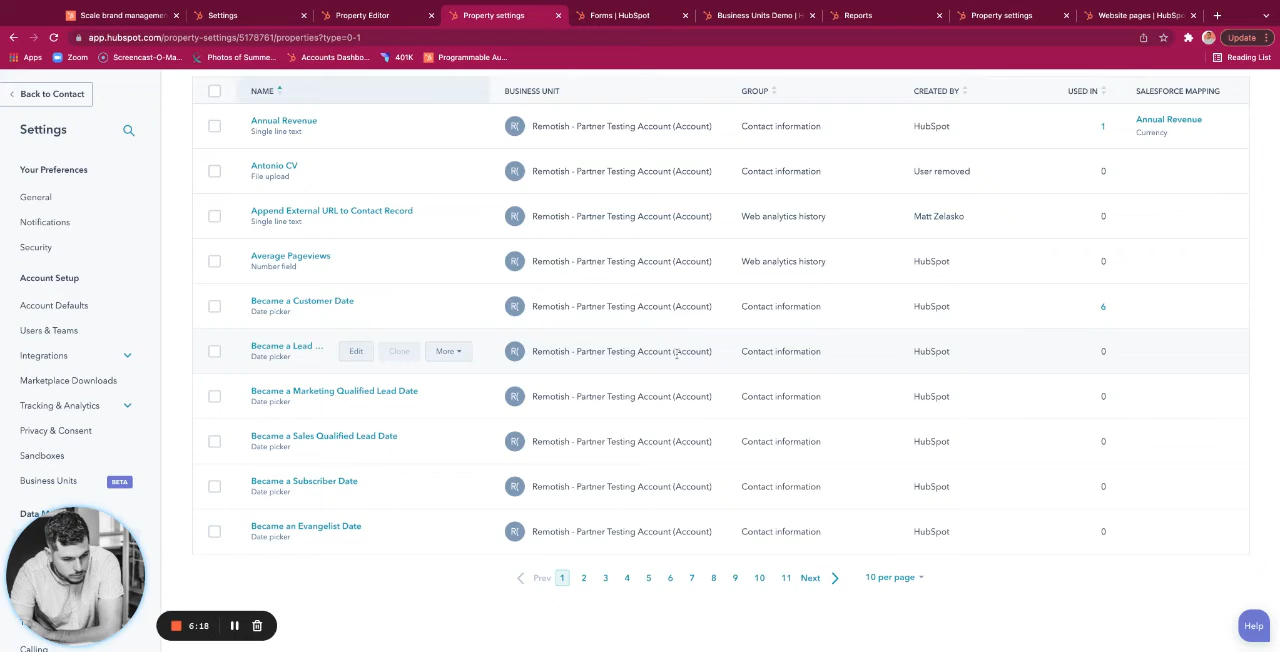 Scale brand managemen
Settings
Property Editor
Property settings
Forms | HubSpot
Business Units Demo | H
Reports
Property settings
Website pages | HubSp
app.hubspot.com/property-settings/5178761/properties?type=0-1
Update
Apps
Zoom
Screencast-O-Ma...
Photos of Summe...
Accounts Dashbo...
401K
Programmable Au...
Reading List
Back to Contact
Settings
Your Preferences
General
Notifications
Security
Account Setup
Account Defaults
Users & Teams
Integrations
Marketplace Downloads
Tracking & Analytics
Privacy & Consent
Sandboxes
Business Units BETA
Calling
NAME BUSINESS UNIT GROUP CREATED BY USED IN SALESFORCE MAPPING
Annual Revenue
Single line text
R( Remotish - Partner Testing Account (Account) Contact information HubSpot 1
Annual Revenue
Currency
Antonio CV
File upload
R( Remotish - Partner Testing Account (Account) Contact information User removed 0
Append External URL to Contact Record
Single line text
R( Remotish - Partner Testing Account (Account) Web analytics history Matt Zelasko 0
Average Pageviews
Number field
R( Remotish - Partner Testing Account (Account) Web analytics history HubSpot 0
Became a Customer Date
Date picker
R( Remotish - Partner Testing Account (Account) Contact information HubSpot 6
Became a Lead ...
Date picker
Edit Clone More
R( Remotish - Partner Testing Account (Account) Contact information HubSpot 0
Became a Marketing Qualified Lead Date
Date picker
R( Remotish - Partner Testing Account (Account) Contact information HubSpot 0
Became a Sales Qualified Lead Date
Date picker
R( Remotish - Partner Testing Account (Account) Contact information HubSpot 0
Became a Subscriber Date
Date picker
R( Remotish - Partner Testing Account (Account) Contact information HubSpot 0
Became an Evangelist Date
Date picker
R( Remotish - Partner Testing Account (Account) Contact information HubSpot 0
Prev 1 2 3 4 5 6 7 8 9 10 11 Next 10 per page
6:18
Help